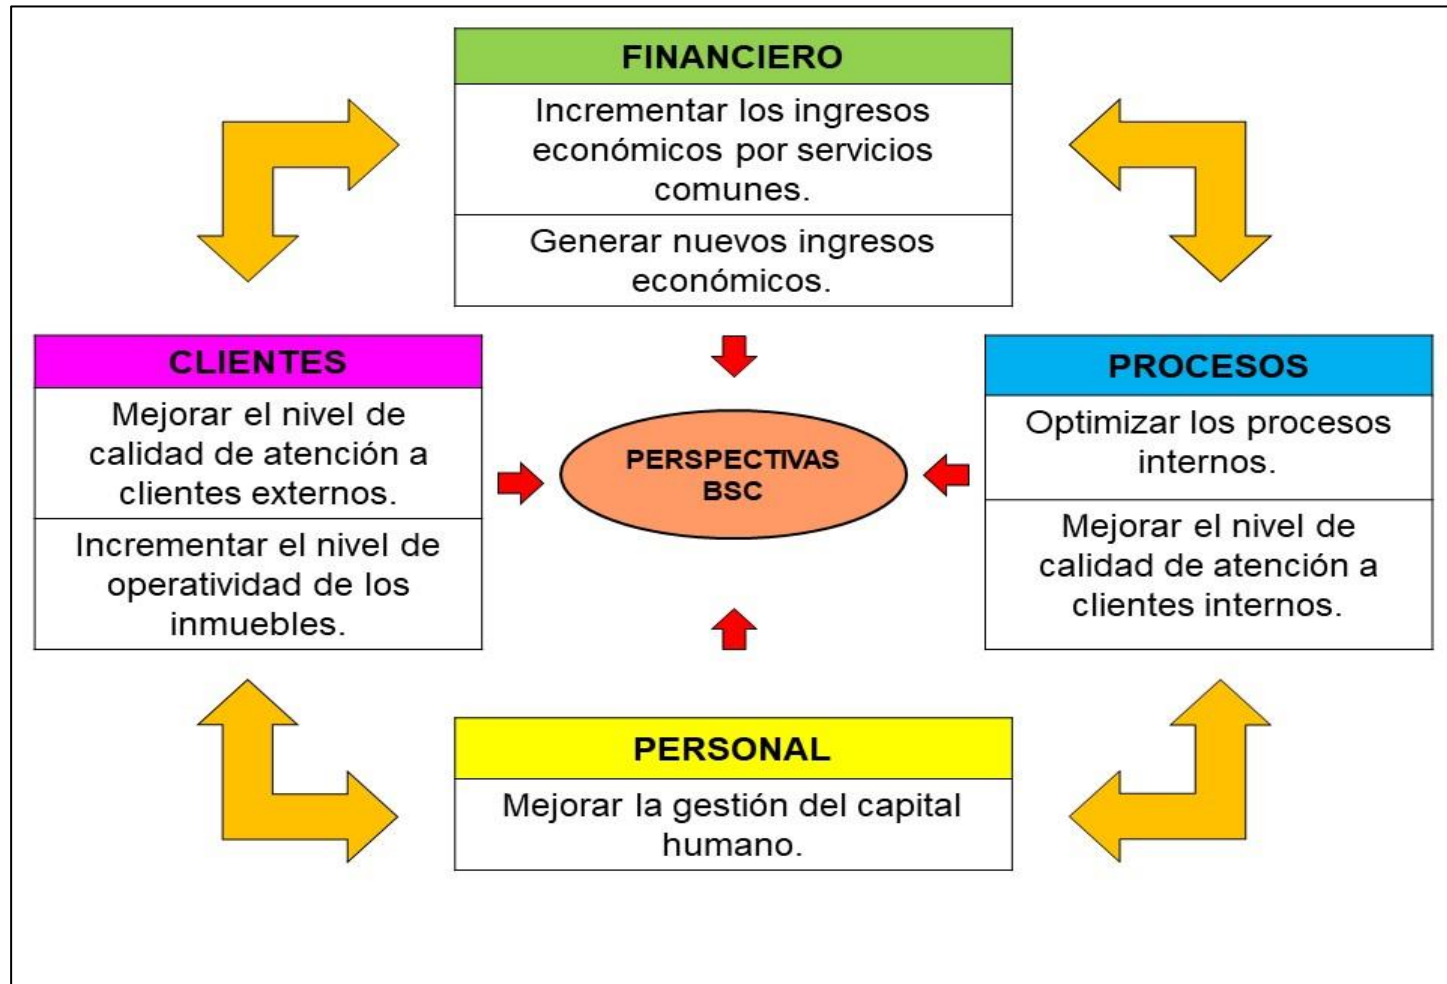 FINANCIERO
Incrementar los ingresos
económicos por servicios
comunes.
Generar nuevos ingresos
económicos.
CLIENTES
Mejorar el nivel de
calidad de atención a
clientes externos.
Incrementar el nivel de
operatividad de los
inmuebles.
PERSPECTIVAS
BSC
PROCESOS
Optimizar los procesos
internos.
Mejorar el nivel de
calidad de atención a
clientes internos.
PERSONAL
Mejorar la gestión del capital
humano.